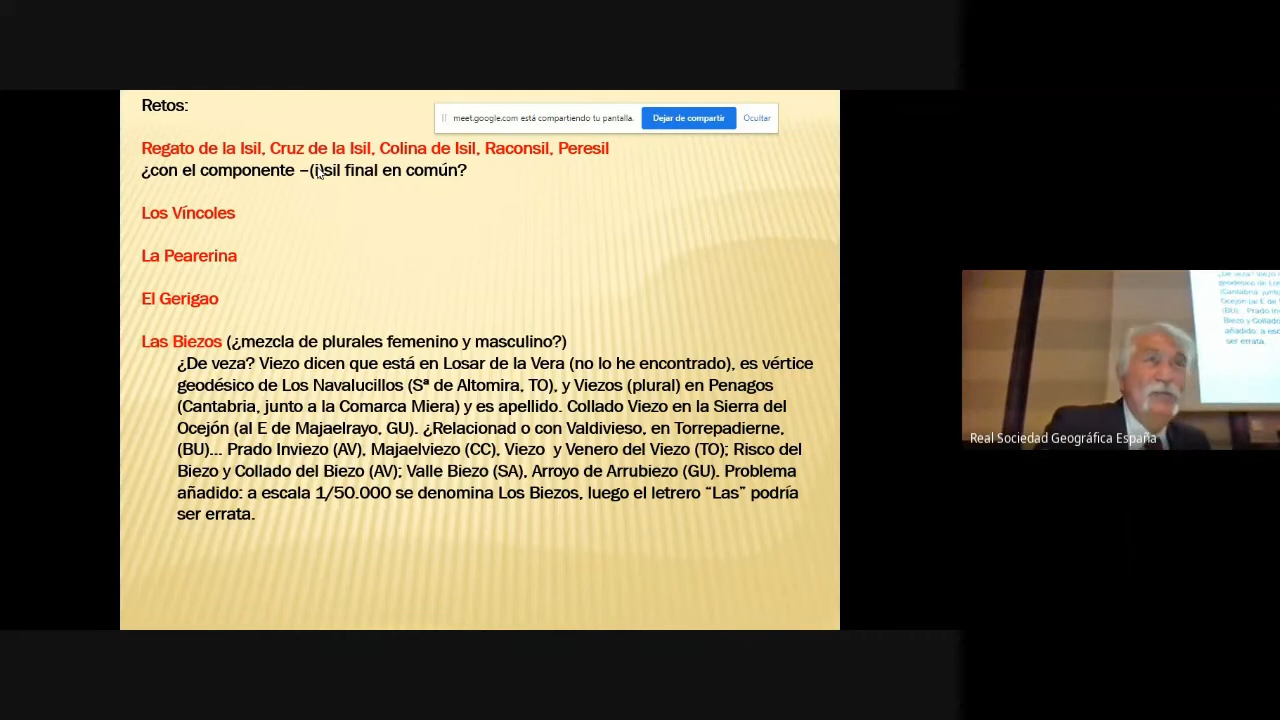 Retos:
meet.google.com está compartiendo tu pantalla.
Dejar de compartir
Ocultar
Regato de la Isil, Cruz de la Isil, Colina de Isil, Raconsil, Peresil
¿con el componente –(i)sil final en común?
Los Víncoles
La Pearerina
El Gerigao
Las Biezos (¿mezcla de plurales femenino y masculino?)
¿De veza? Viezo dicen que está en Losar de la Vera (no lo he encontrado), es vértice
geodésico de Los Navalucillos (Sª de Altomira, TO), y Viezos (plural) en Penagos
(Cantabria, junto a la Comarca Miera) y es apellido. Collado Viezo en la Sierra del
Ocejón (al E de Majaelrayo, GU). ¿Relacionad o con Valdivieso, en Torrepadierne,
(BU)... Prado Inviezo (AV), Majaelviezo (CC), Viezo y Venero del Viezo (TO); Risco del
Biezo y Collado del Biezo (AV); Valle Biezo (SA), Arroyo de Arrubiezo (GU). Problema
añadido: a escala 1/50.000 se denomina Los Biezos, luego el letrero “Las” podría
ser errata.
Real Sociedad Geográfica España